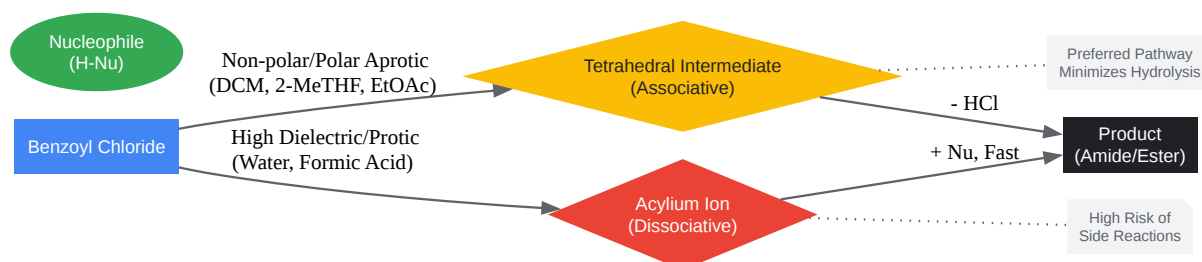 Nucleophile
(H-Nu)
Benzoyl Chloride
Non-polar/Polar Aprotic
(DCM, 2-MeTHF, EtOAc)
High Dielectric/Protic
(Water, Formic Acid)
Tetrahedral Intermediate
(Associative)
Acylium Ion
(Dissociative)
- HCl
+ Nu, Fast
Preferred Pathway
Minimizes Hydrolysis
Product
(Amide/Ester)
High Risk of
Side Reactions